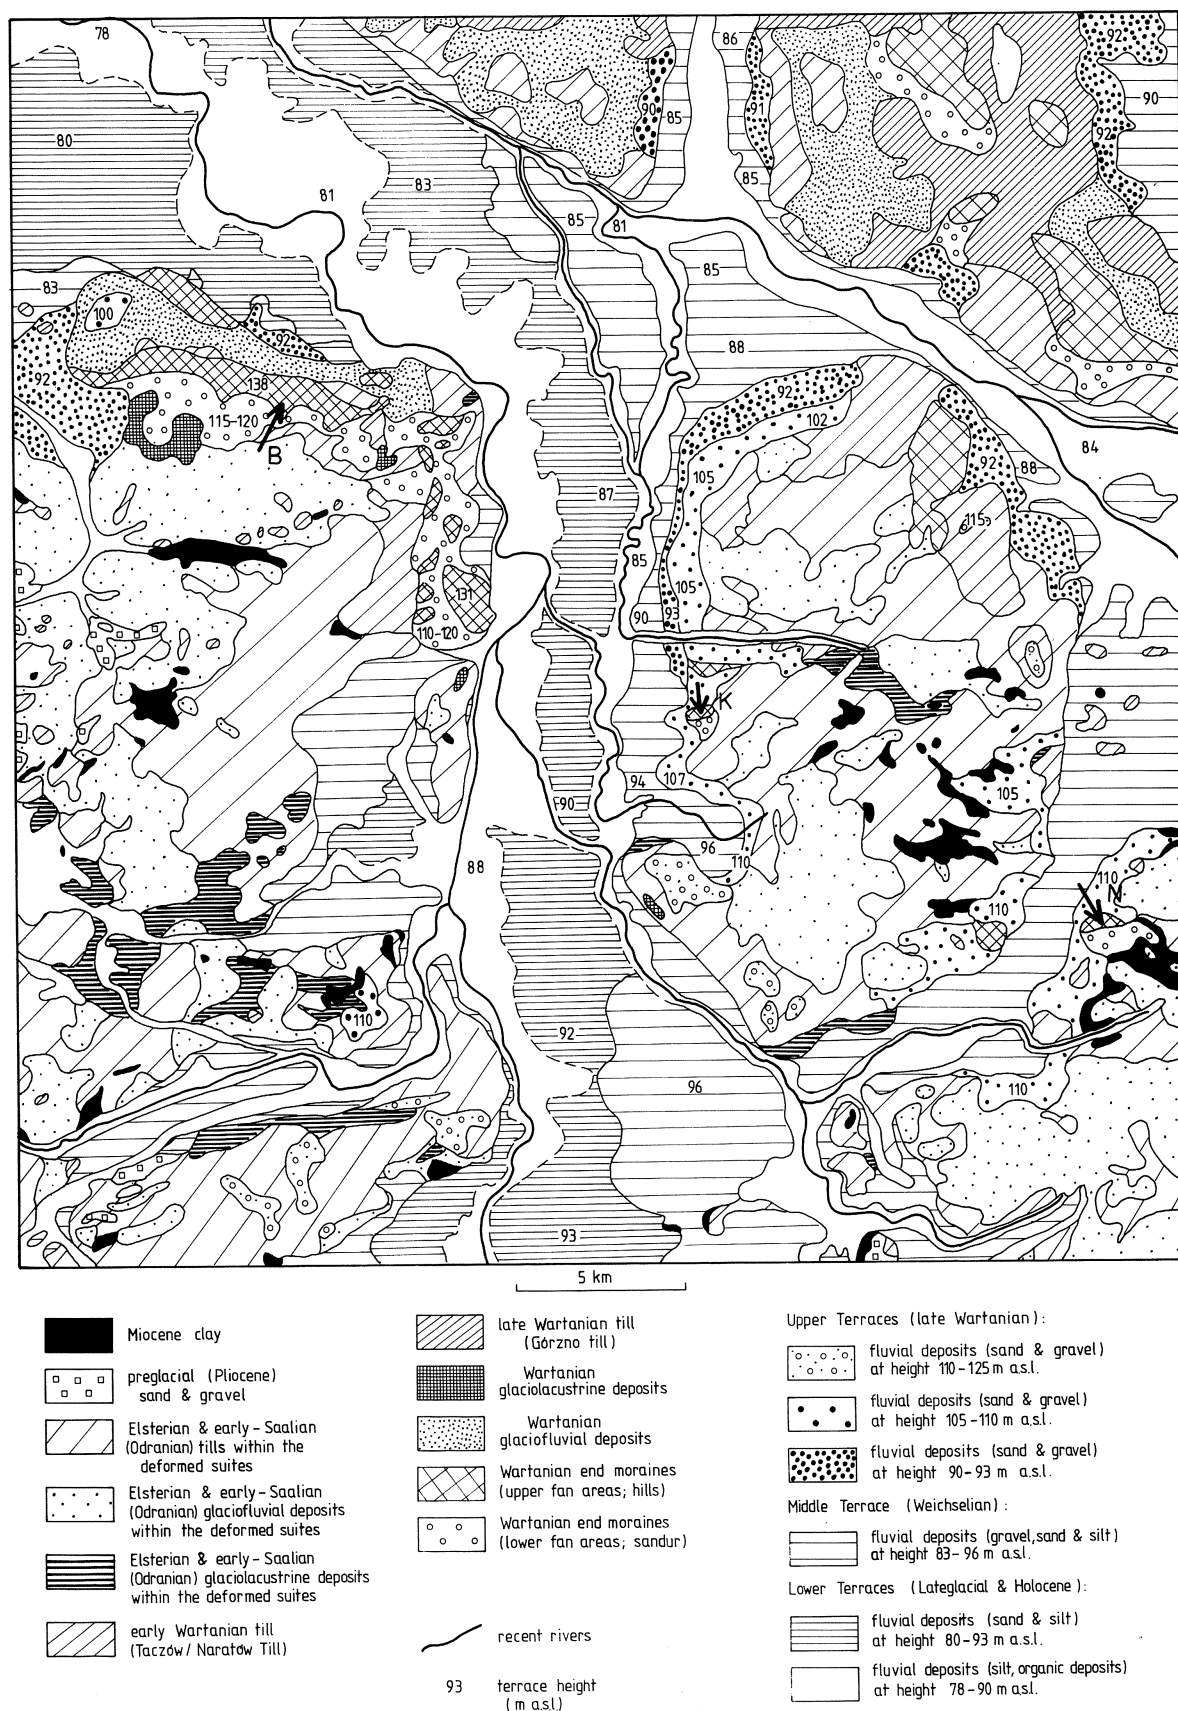 78
86
92
90
90
85
91
92
80
85
81
83
85
81
85
83
100
92
88
92
138
92
102
115-120
B
105
92
88
84
87
115
85
105
131
90
93
110-120
K
107
94
105
90
96
110
88
110
110
N
110
92
96
110
93
5 km
Miocene clay
preglacial (Pliocene)
sand & gravel
Elsterian & early-Saalian
(Odranian) tills within the
deformed suites
Elsterian & early-Saalian
(Odranian) glaciofluvial deposits
within the deformed suites
Elsterian & early-Saalian
(Odranian) glaciolacustrine deposits
within the deformed suites
early Wartanian till
(Taczów/Naratów Till)
late Wartanian till
(Górzno till)
Wartanian
glaciolacustrine deposits
Wartanian
glaciofluvial deposits
Wartanian end moraines
(upper fan areas; hills)
Wartanian end moraines
(lower fan areas; sandur)
recent rivers
93 terrace height
(m a.s.l.)
Upper Terraces (late Wartanian):
fluvial deposits (sand & gravel)
at height 110-125 m a.s.l.
fluvial deposits (sand & gravel)
at height 105-110 m a.s.l.
fluvial deposits (sand & gravel)
at height 90-93 m a.s.l.
Middle Terrace (Weichselian):
fluvial deposits (gravel, sand & silt)
at height 83-96 m a.s.l.
Lower Terraces (Lateglacial & Holocene):
fluvial deposits (sand & silt)
at height 80-93 m a.s.l.
fluvial deposits (silt, organic deposits)
at height 78-90 m a.s.l.